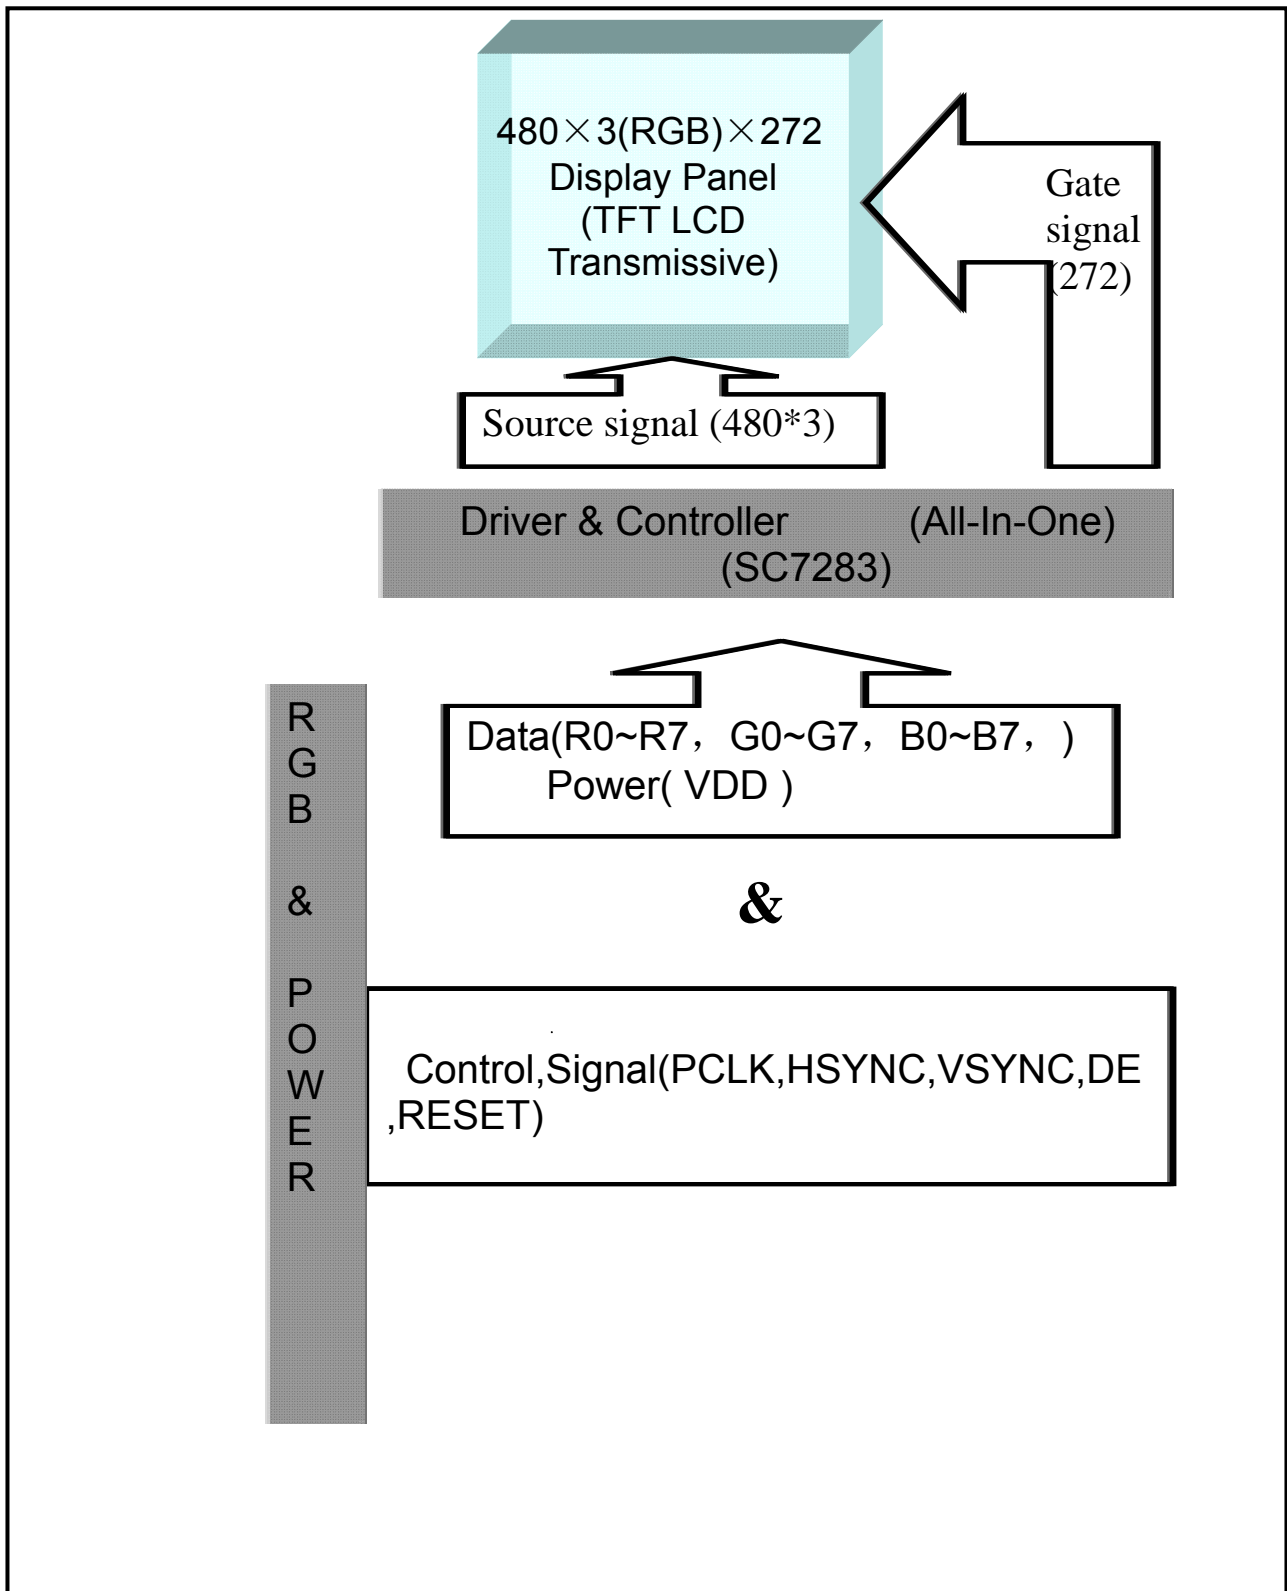 480×3(RGB)×272
Display Panel
(TFT LCD
Transmissive)
Gate
signal
(272)
Source signal (480*3)
Driver & Controller (All-In-One)
(SC7283)
R
G
B
&
P
O
W
E
R
Data(R0~R7，G0~G7，B0~B7，)
Power( VDD )
&
Control,Signal(PCLK,HSYNC,VSYNC,DE
,RESET)